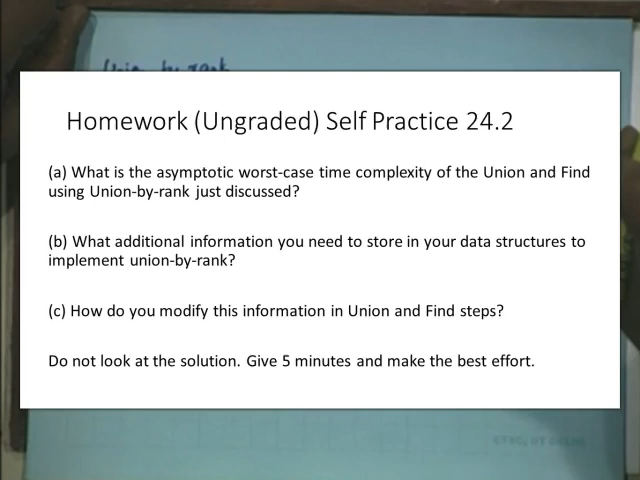 Union by rank
Homework (Ungraded) Self Practice 24.2
(a) What is the asymptotic worst-case time complexity of the Union and Find
using Union-by-rank just discussed?
(b) What additional information you need to store in your data structures to
implement union-by-rank?
(c) How do you modify this information in Union and Find steps?
Do not look at the solution. Give 5 minutes and make the best effort.